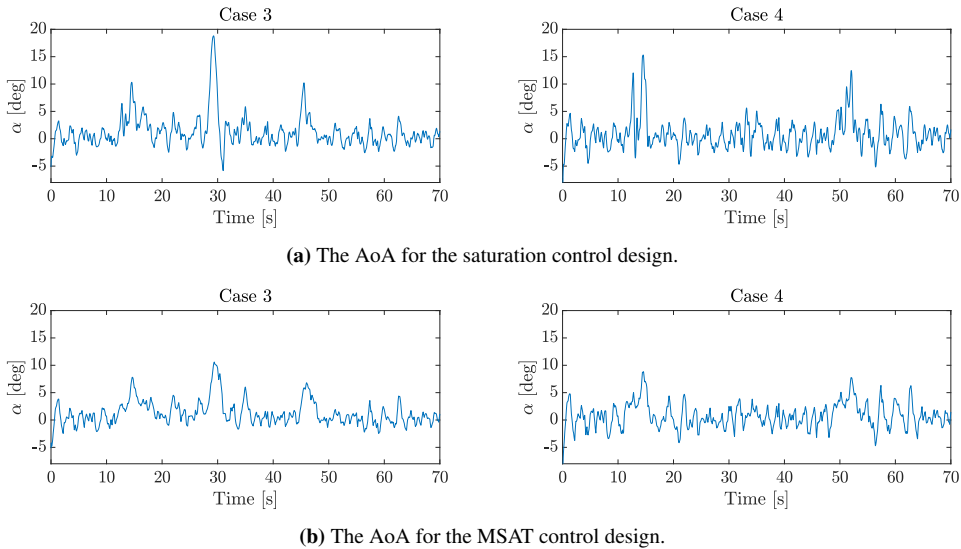 Case 3
20
15
10
5
0
-5
α [deg]
0 10 20 30 40 50 60 70
Time [s]
Case 4
20
15
10
5
0
-5
α [deg]
0 10 20 30 40 50 60 70
Time [s]
(a) The AoA for the saturation control design.
Case 3
20
15
10
5
0
-5
α [deg]
0 10 20 30 40 50 60 70
Time [s]
Case 4
20
15
10
5
0
-5
α [deg]
0 10 20 30 40 50 60 70
Time [s]
(b) The AoA for the MSAT control design.